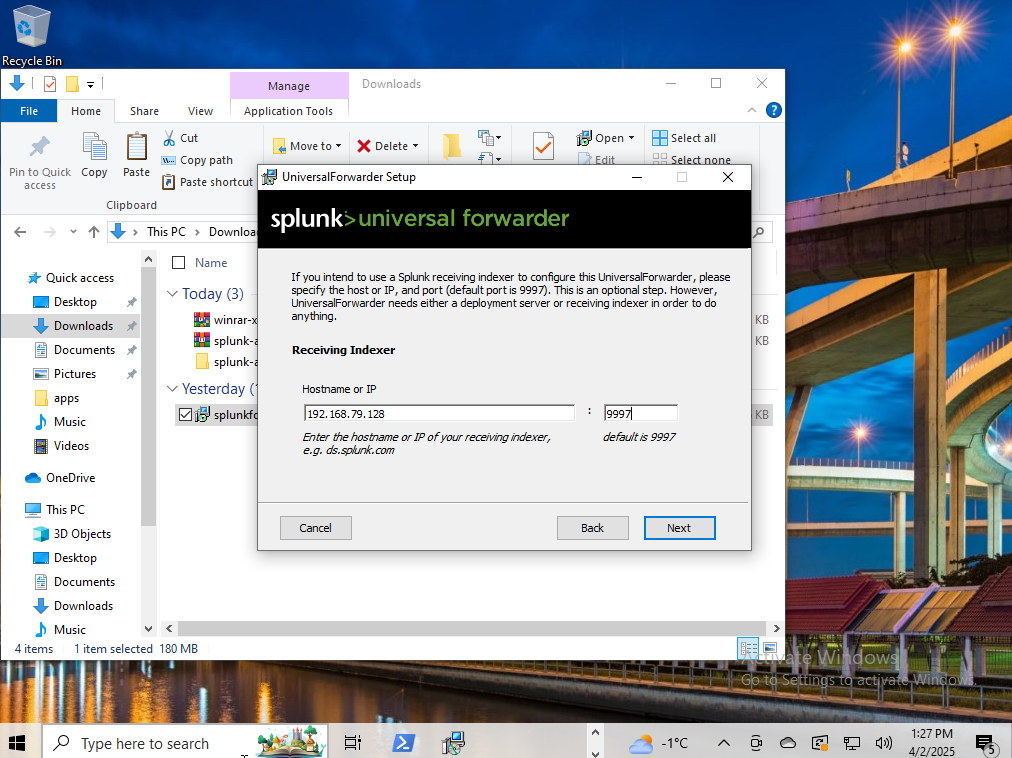 Recycle Bin
Manage
Downloads
File
Home
Share
View
Application Tools
Pin to Quick
access
Copy
Paste
Cut
Copy path
Paste shortcut
Move to
Delete
Open
Edit
Select all
Select none
Clipboard
This PC
Name
Quick access
Desktop
Downloads
Documents
Pictures
apps
Music
Videos
OneDrive
This PC
3D Objects
Desktop
Documents
Downloads
Music
Today (3)
winrar-x
splunk-a
splunk-a
Yesterday (
splunkfo
KB
KB
KB
4 items
1 item selected 180 MB
UniversalForwarder Setup
splunk>universal forwarder
If you intend to use a Splunk receiving indexer to configure this UniversalForwarder, please
specify the host or IP, and port (default port is 9997). This is an optional step. However,
UniversalForwarder needs either a deployment server or receiving indexer in order to do
anything.
Receiving Indexer
Hostname or IP
192.168.79.128 : 9997
Enter the hostname or IP of your receiving indexer,
e.g. ds.splunk.com
default is 9997
Cancel
Back
Next
Activate Windows
Go to Settings to activate Windows.
Type here to search
-1°C
1:27 PM
4/2/2025
5